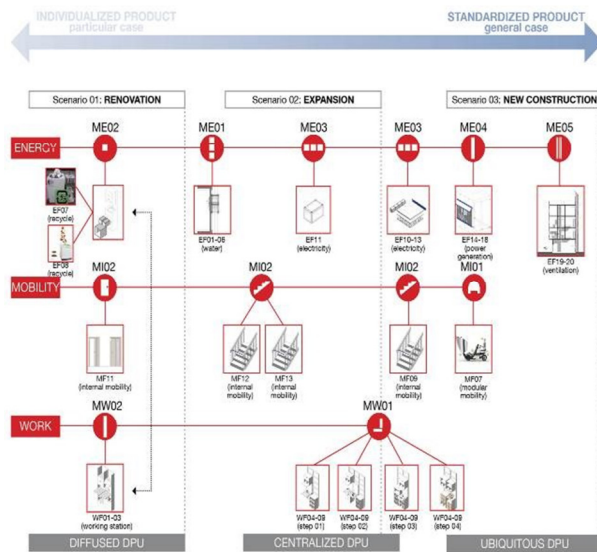 INDIVIDUALIZED PRODUCT
particular case
STANDARDIZED PRODUCT
general case
Scenario 01: RENOVATION
Scenario 02: EXPANSION
Scenario 03: NEW CONSTRUCTION
ME02
ME01
ME03
ME03
ME04
ME05
ENERGY
EF07
(recycle)
EF08
(recycle)
EF01-06
(water)
EF11
(electricity)
EF10-13
(electricity)
EF14-18
(power
generation)
EF19-20
(ventilation)
MI02
MI02
MI02
MI01
MOBILITY
MF11
(internal mobility)
MF12
(internal
mobility)
MF13
(internal
mobility)
MF09
(internal
mobility)
MF07
(modular
mobility)
MW02
MW01
WORK
WF01-03
(working station)
WF04-09
(step 01)
WF04-09
(step 02)
WF04-09
(step 03)
WF04-09
(step 04)
DIFFUSED DPU
CENTRALIZED DPU
UBIQUITOUS DPU